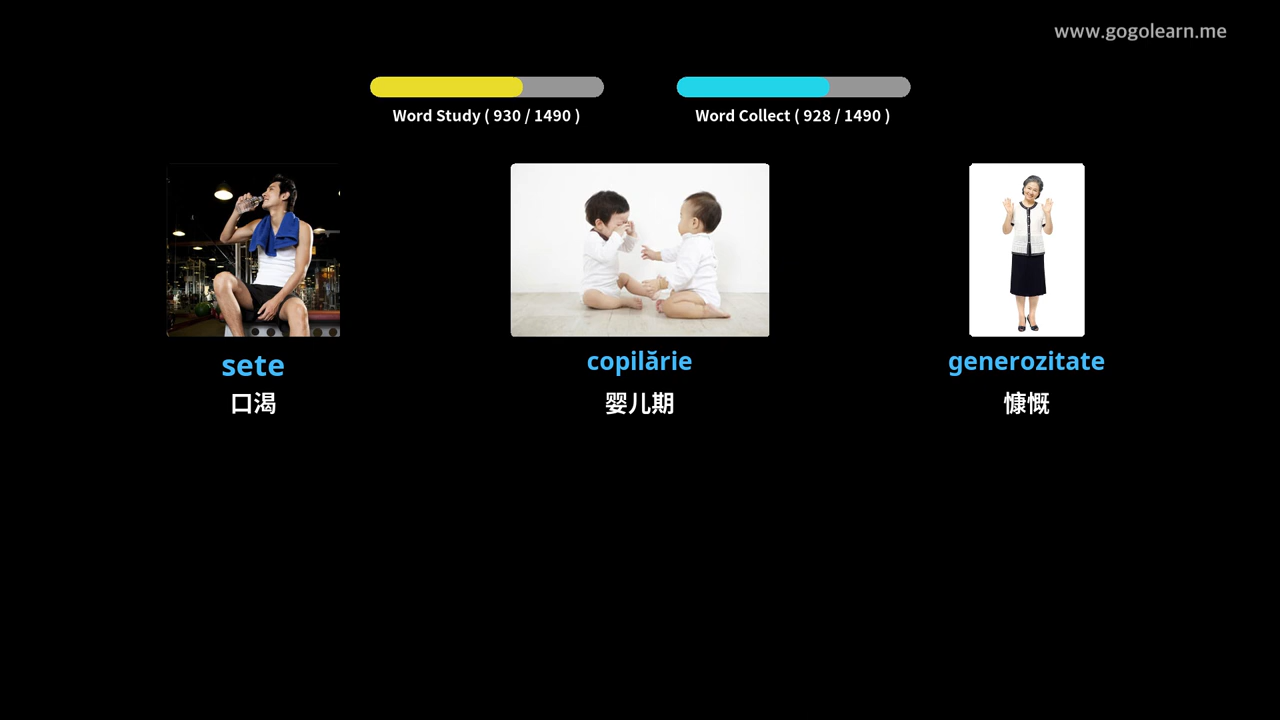 www.gogolearn.me
Word Study ( 930 / 1490 )
Word Collect ( 928 / 1490 )
sete
copilărie
generozitate
口渴
婴儿期
慷慨